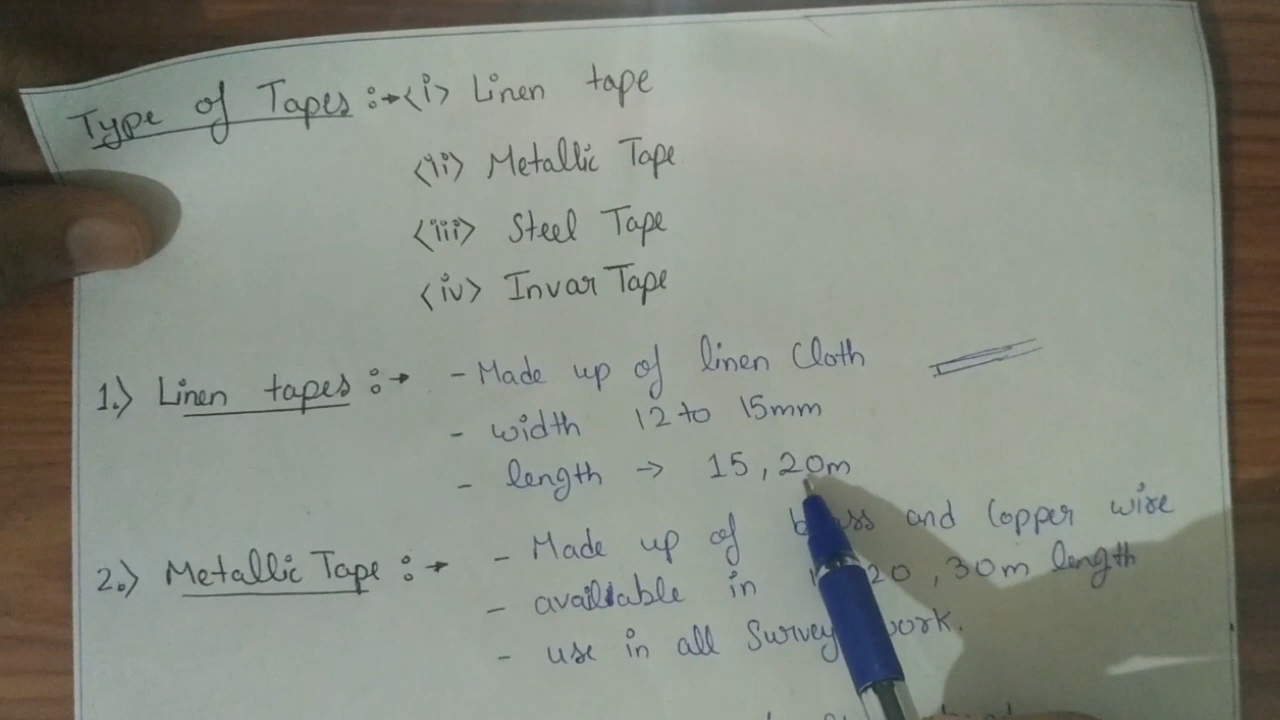 Type of Tapes :→ <i> Linen tape
<ii> Metallic Tape
<iii> Steel Tape
<iv> Invar Tape
1.) Linen tapes :→ - Made up of linen Cloth
- width 12 to 15mm
- length → 15, 20m
2.) Metallic Tape :→ - Made up of brass and Copper wire
- available in 20, 30m length
- use in all Survey work.